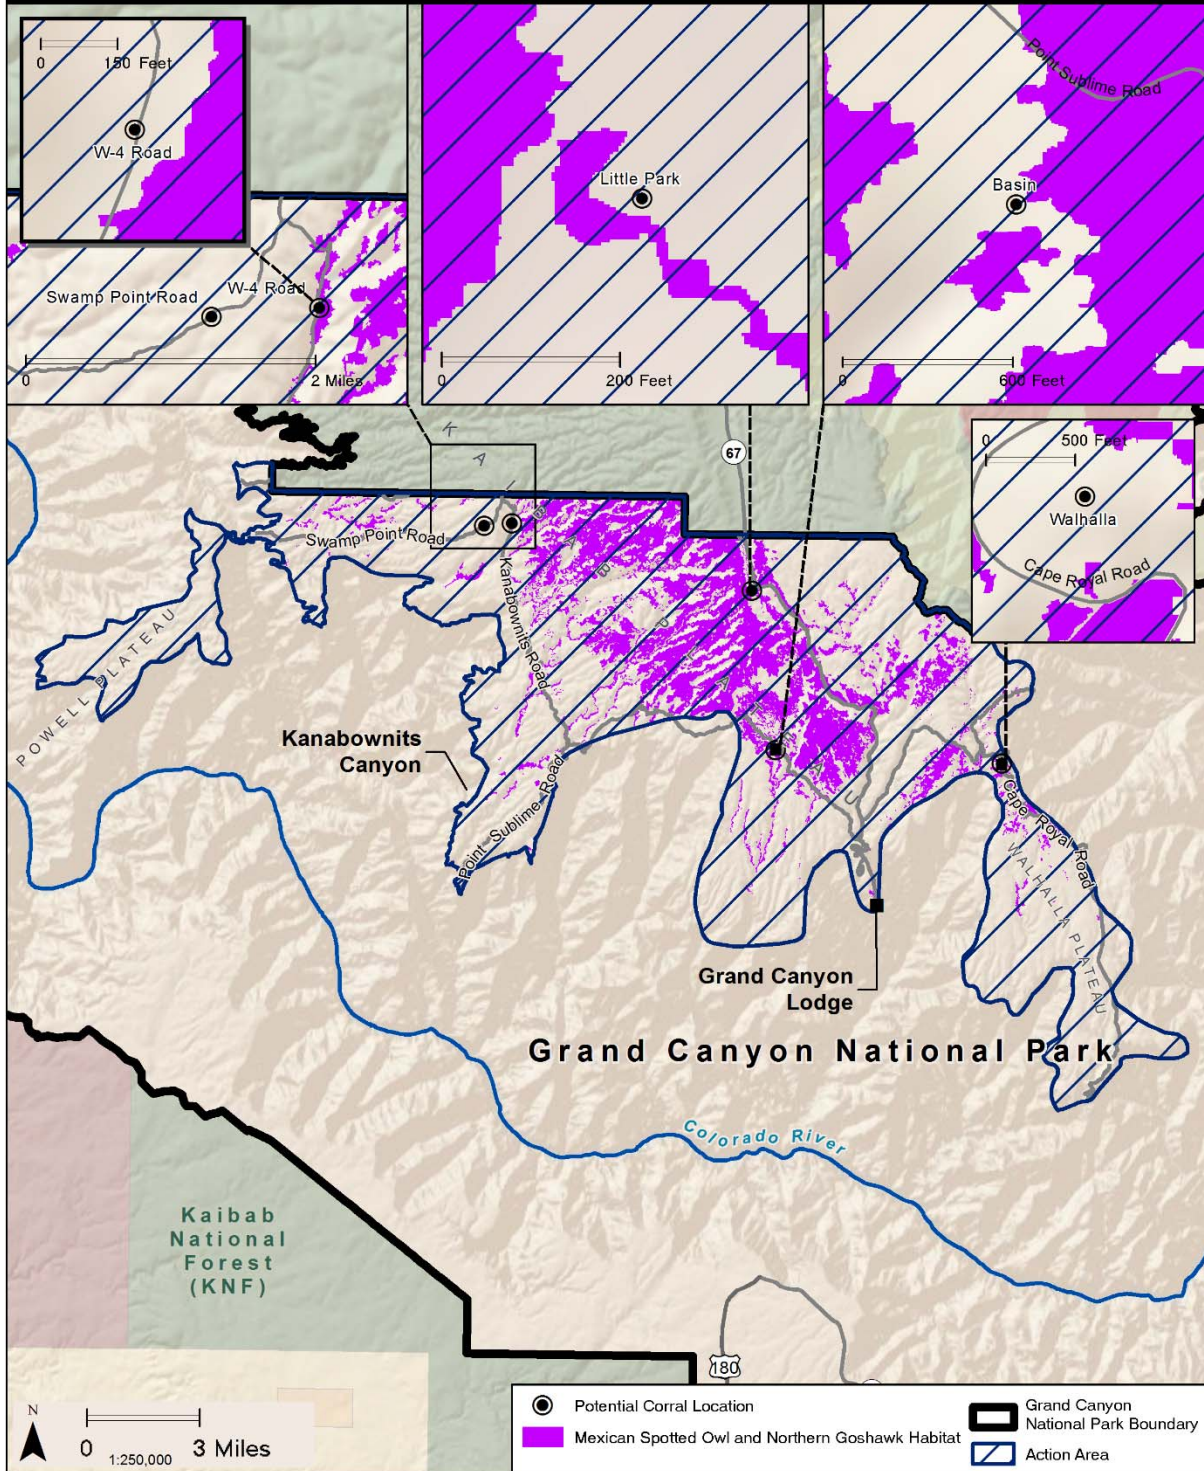 0
150 Feet
W-4 Road
Swamp Point Road
W-4 Road
0
2 Miles
Little Park
0
200 Feet
Point Sublime Road
Basin
0
600 Feet
0
500 Feet
Walhalla
Cape Royal Road
67
KAIBAB PLATEAU
Swamp Point Road
Kanabownits Road
POWELL PLATEAU
Kanabownits
Canyon
Point Sublime Road
Cape Royal Road
WALHALLA PLATEAU
Grand Canyon
Lodge
Grand Canyon National Park
Colorado River
Kaibab
National
Forest
(KNF)
180
N
0
3 Miles
1:250,000
Potential Corral Location
Mexican Spotted Owl and Northern Goshawk Habitat
Grand Canyon
National Park Boundary
Action Area